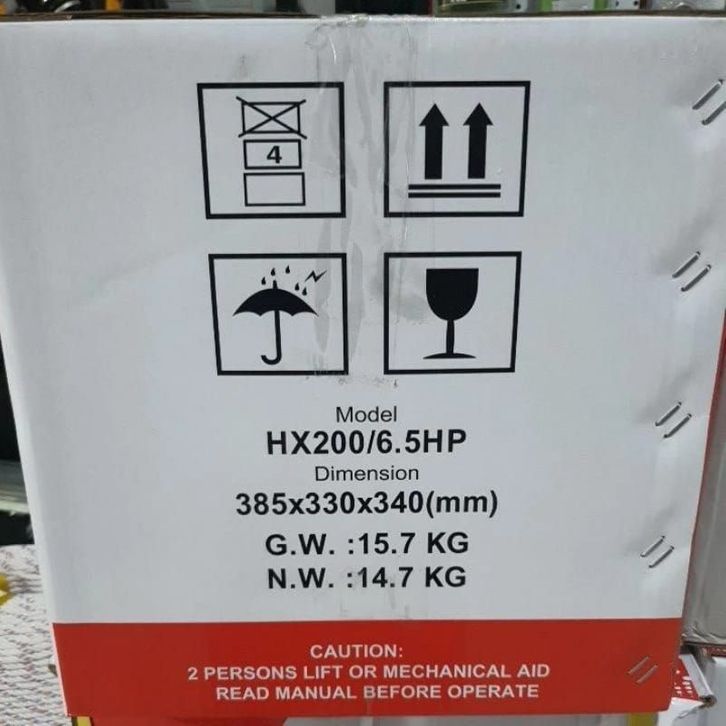 4
Model
HX200/6.5HP
Dimension
385x330x340(mm)
G.W. :15.7 KG
N.W. :14.7 KG
CAUTION:
2 PERSONS LIFT OR MECHANICAL AID
READ MANUAL BEFORE OPERATE